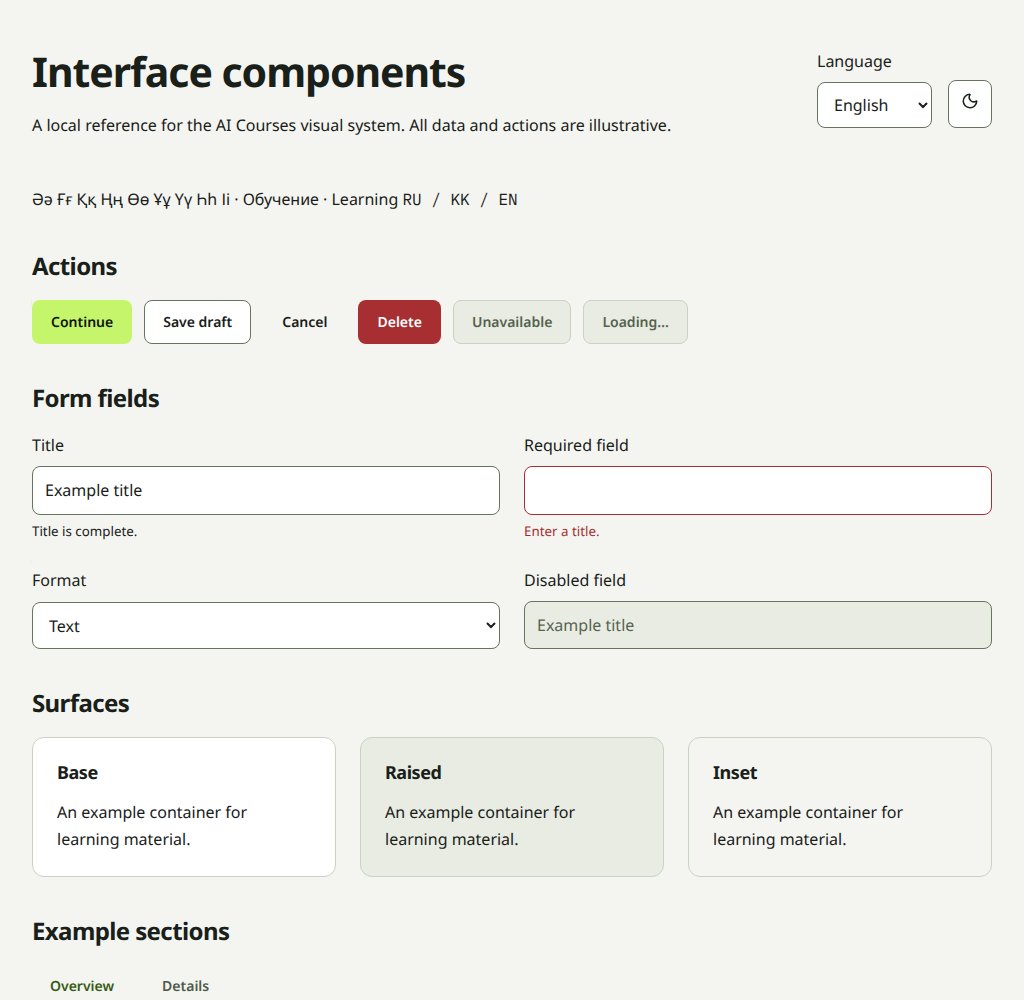 Interface components
Language
English
A local reference for the AI Courses visual system. All data and actions are illustrative.
Әә Ғғ Ққ Ңң Өө Ұұ Үү Һһ Іі · Обучение · Learning RU / KK / EN
Actions
Continue
Save draft
Cancel
Delete
Unavailable
Loading…
Form fields
Title
Required field
Example title
Title is complete.
Enter a title.
Format
Disabled field
Text
Example title
Surfaces
Base
Raised
Inset
An example container for
learning material.
An example container for
learning material.
An example container for
learning material.
Example sections
Overview
Details